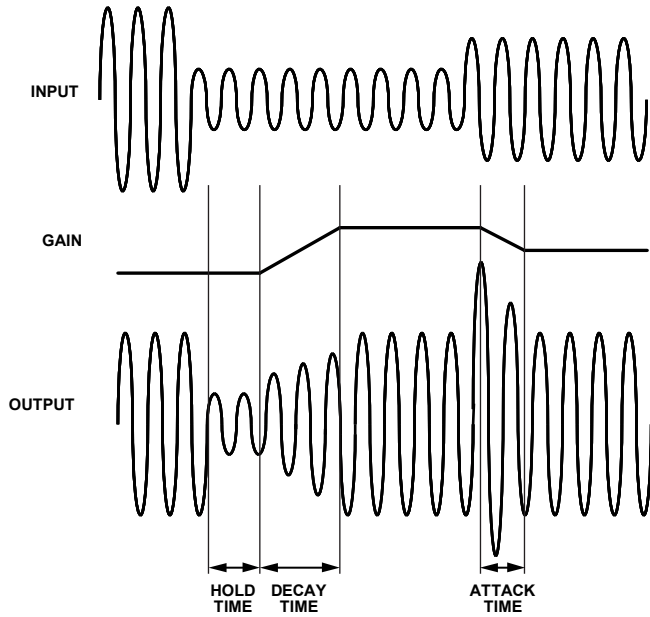 INPUT
GAIN
OUTPUT
HOLD
TIME
DECAY
TIME
ATTACK
TIME